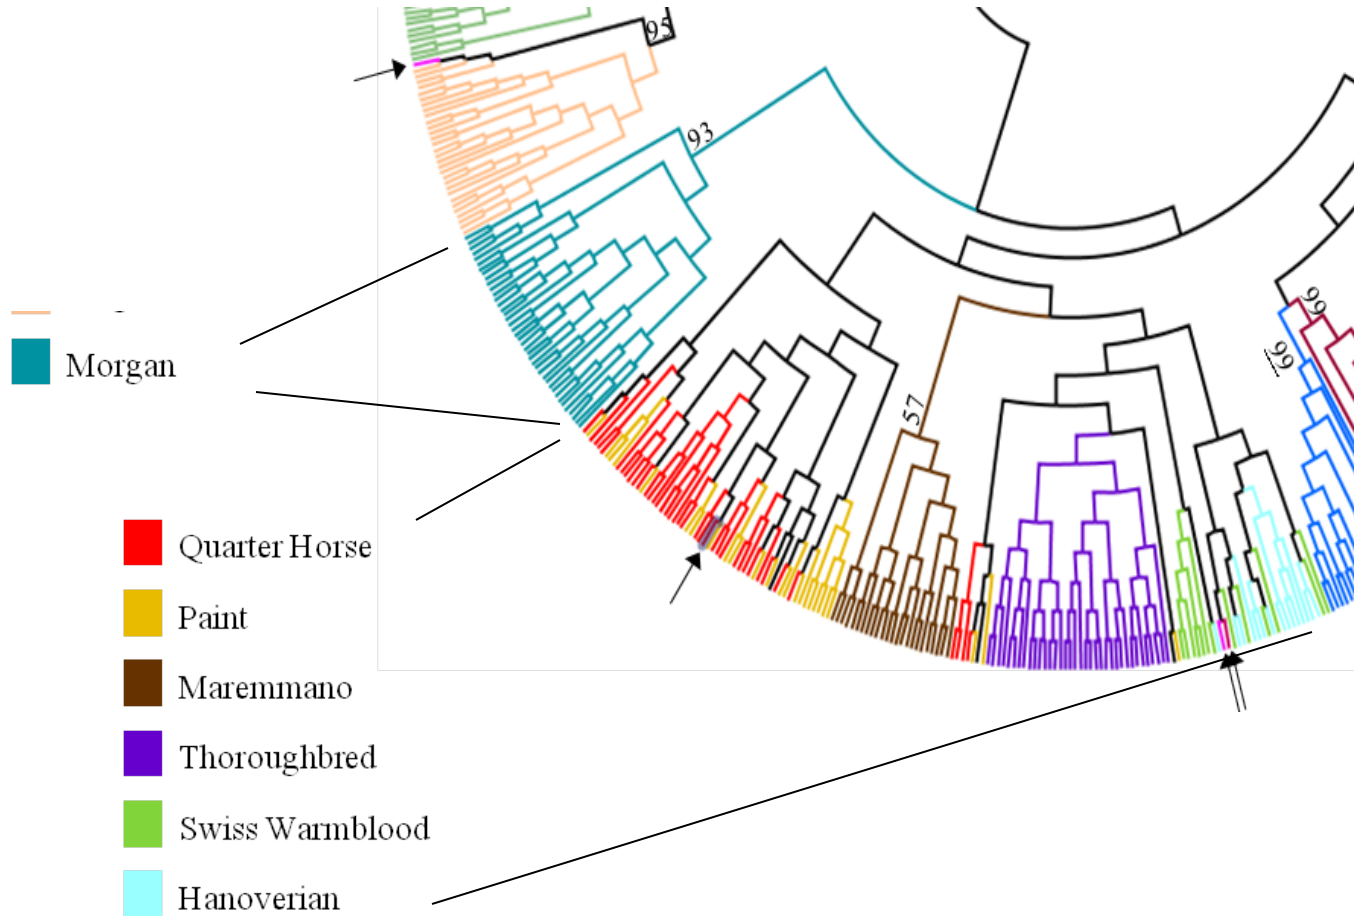 95
93
99
99
Morgan
57
Quarter Horse
Paint
Maremmano
Thoroughbred
Swiss Warmblood
Hanoverian